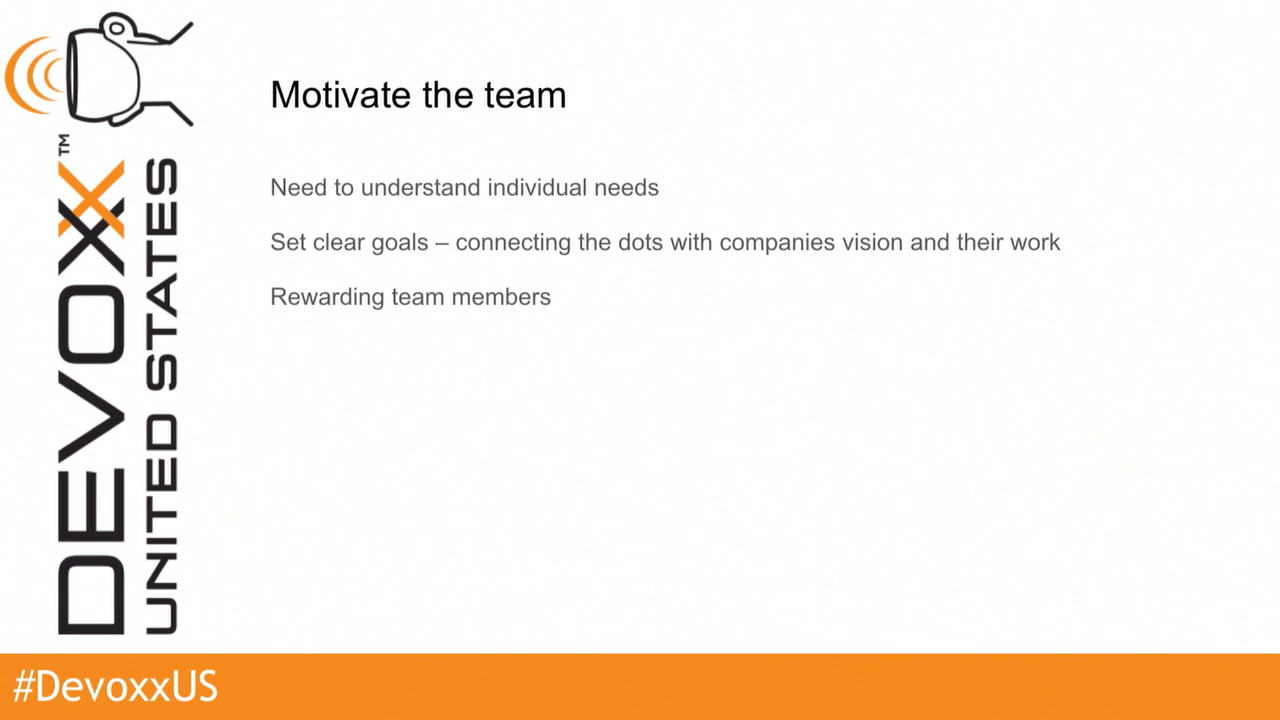 Motivate the team
Need to understand individual needs
Set clear goals – connecting the dots with companies vision and their work
Rewarding team members
DEVOXX™
UNITED STATES
#DevoxxUS